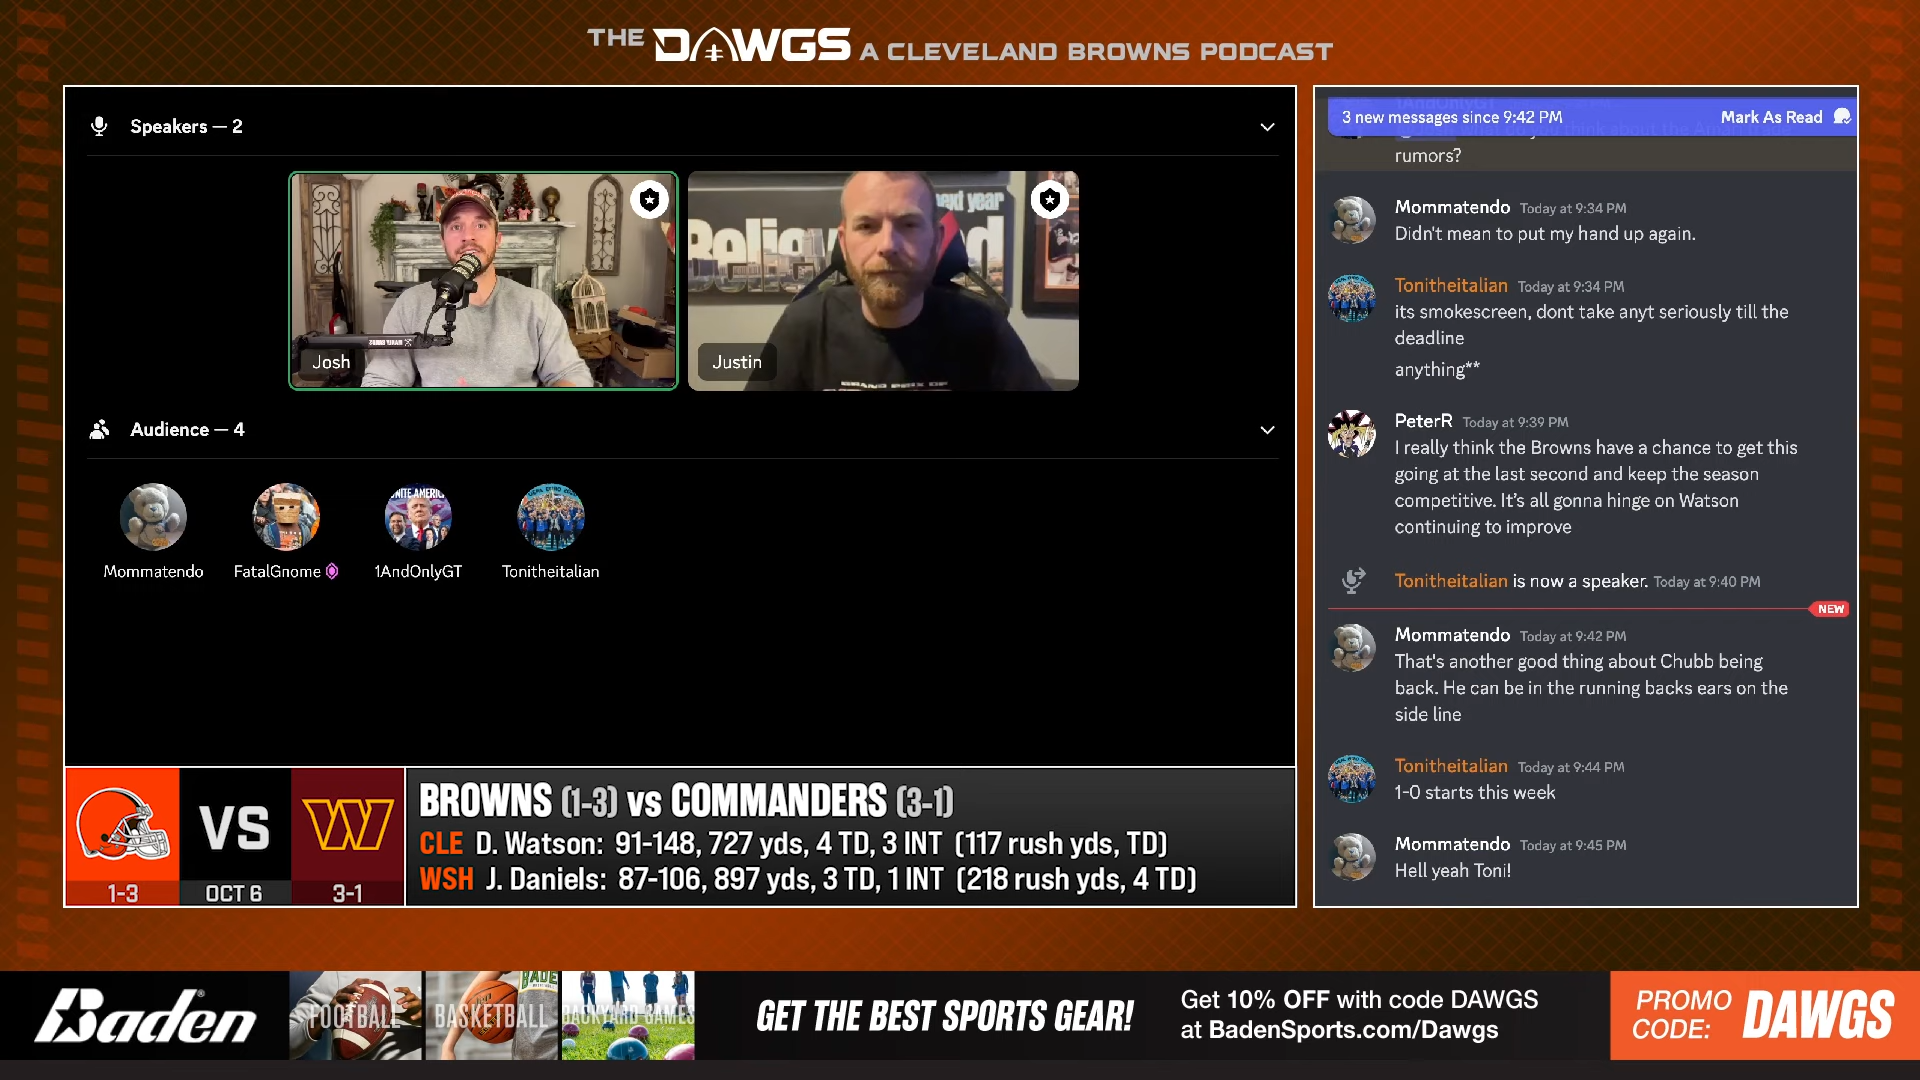 THE DAWGS A CLEVELAND BROWNS PODCAST
Speakers — 2
next year
Believeland
Josh
Justin
Audience — 4
UNITE AMERICA
Mommatendo
FatalGnome
1AndOnlyGT
Tonitheitalian
3 new messages since 9:42 PM
Mark As Read
rumors?
Mommatendo Today at 9:34 PM
Didn't mean to put my hand up again.
Tonitheitalian Today at 9:34 PM
its smokescreen, dont take anyt seriously till the
deadline
anything**
PeterR Today at 9:39 PM
I really think the Browns have a chance to get this
going at the last second and keep the season
competitive. It's all gonna hinge on Watson
continuing to improve
Tonitheitalian is now a speaker. Today at 9:40 PM
NEW
Mommatendo Today at 9:42 PM
That's another good thing about Chubb being
back. He can be in the running backs ears on the
side line
Tonitheitalian Today at 9:44 PM
1-0 starts this week
Mommatendo Today at 9:45 PM
Hell yeah Toni!
VS
W
1-3
OCT 6
3-1
BROWNS (1-3) vs COMMANDERS (3-1)
CLE D. Watson: 91-148, 727 yds, 4 TD, 3 INT (117 rush yds, TD)
WSH J. Daniels: 87-106, 897 yds, 3 TD, 1 INT (218 rush yds, 4 TD)
Baden
FOOTBALL
BASKETBALL
BACKYARD GAMES
GET THE BEST SPORTS GEAR!
Get 10% OFF with code DAWGS
at BadenSports.com/Dawgs
PROMO
CODE:
DAWGS